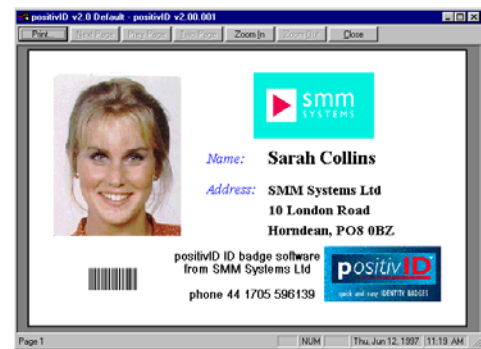 positivID v2.0 Default - positivID v2.00.001
Print... Next Page Prev Page Two Page Zoom In Zoom Out Close
smm
SYSTEMS
Name: Sarah Collins
Address: SMM Systems Ltd
10 London Road
Horndean, PO8 0BZ
positivID ID badge software
from SMM Systems Ltd
phone 44 1705 596139
positivID
quick and easy IDENTITY BADGES
Page 1 NUM Thu, Jun 12, 1997 11:19 AM